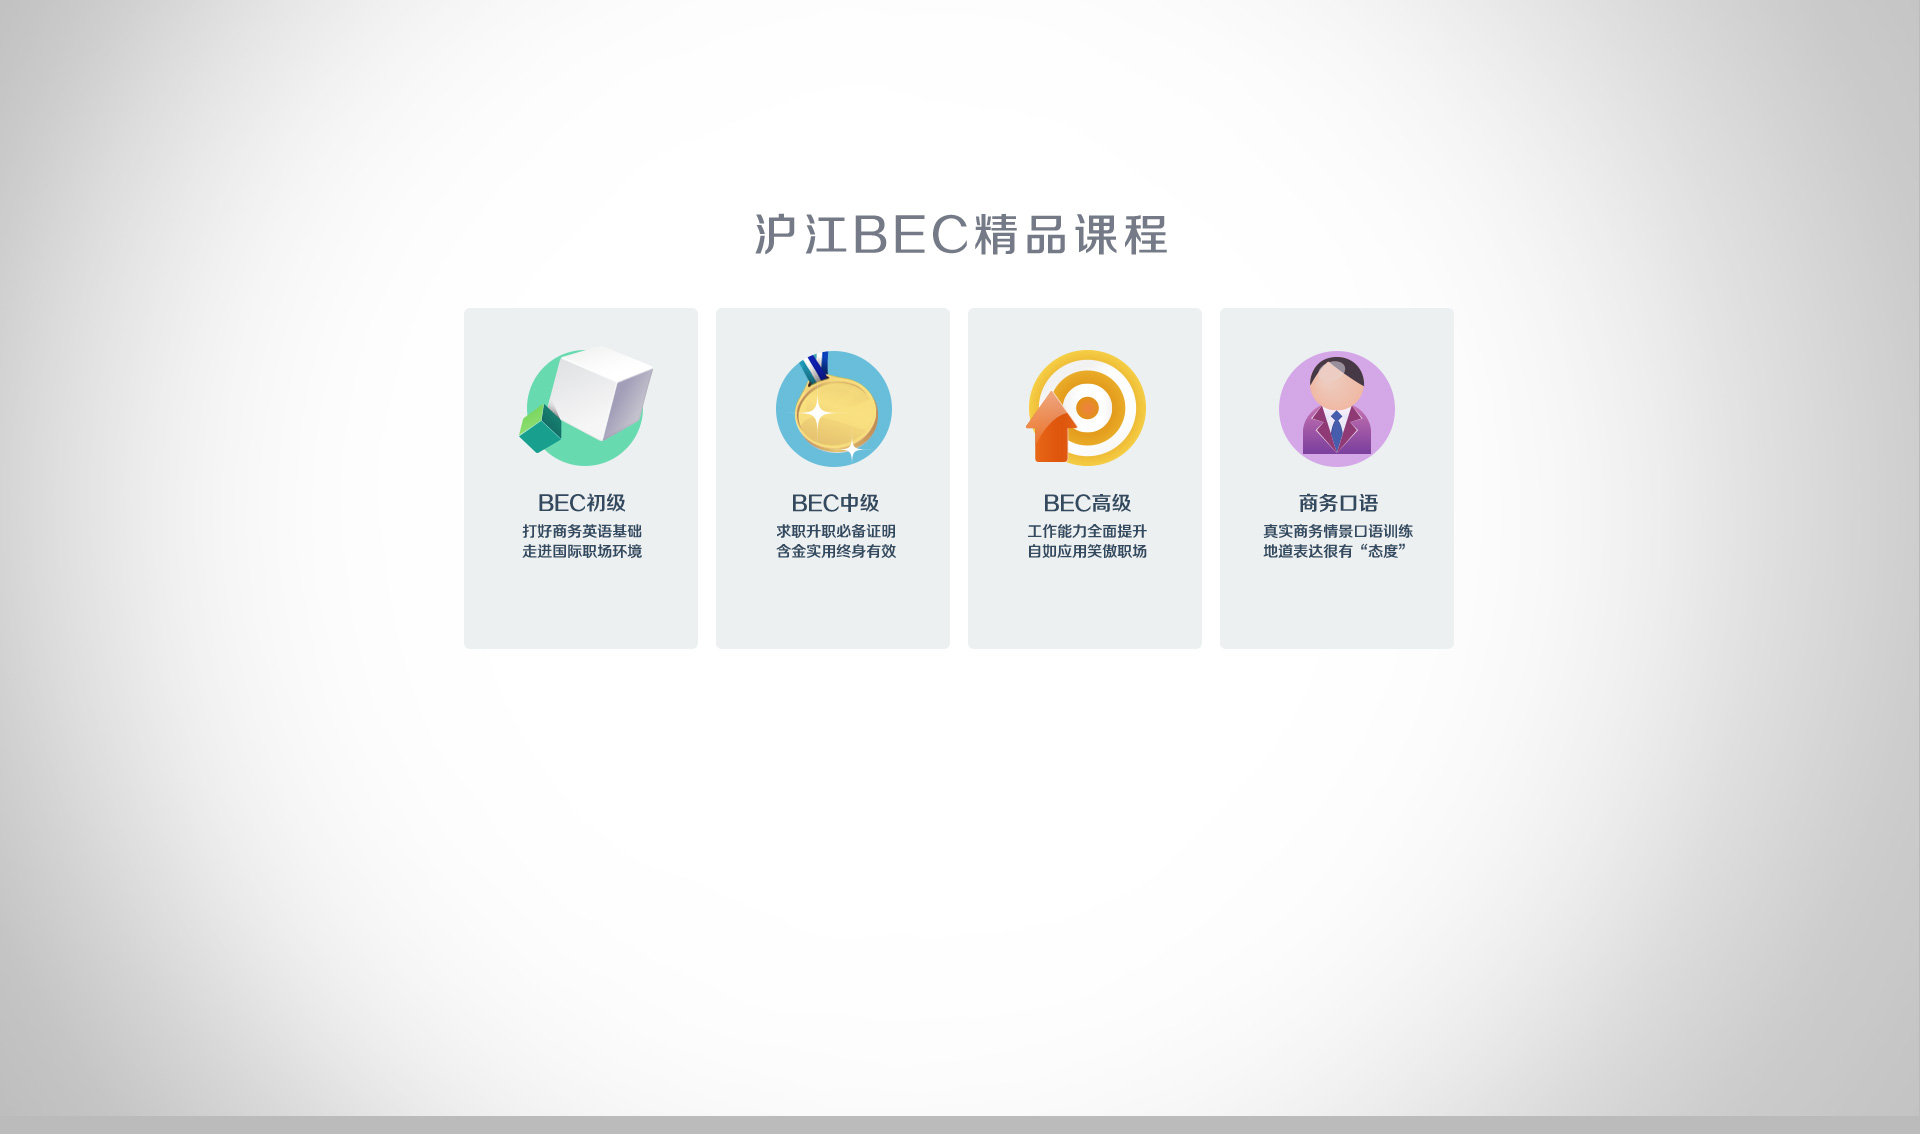 沪江BEC精品课程
BEC初级
打好商务英语基础
走进国际职场环境
BEC中级
求职升职必备证明
含金实用终身有效
BEC高级
工作能力全面提升
自如应用笑傲职场
商务口语
真实商务情景口语训练
地道表达很有“态度”